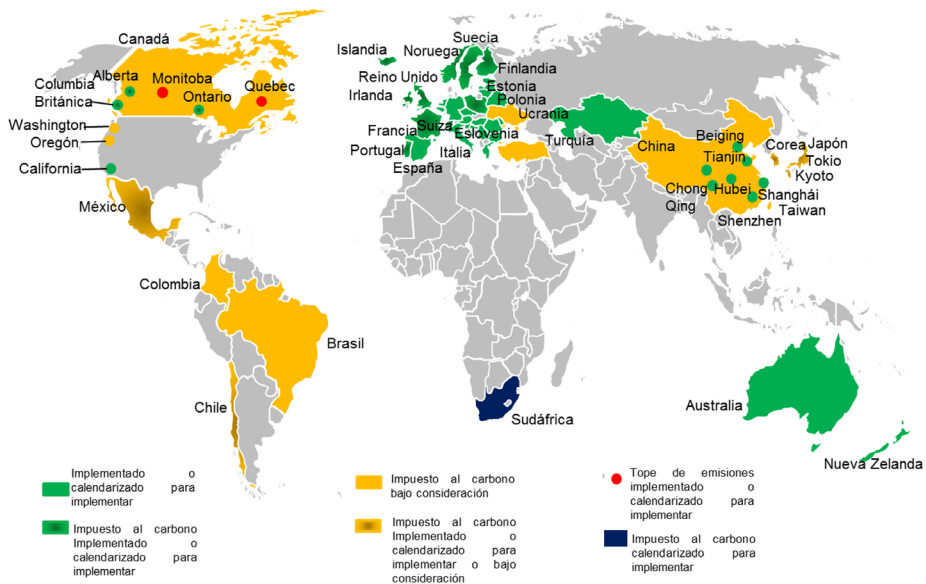 Canadá
Alberta
Monitoba
Quebec
Columbia
Británica
Ontario
Washington
Oregón
California
México
Colombia
Brasil
Chile
Islandia
Suecia
Noruega
Finlandia
Reino Unido
Estonia
Irlanda
Polonia
Ucrania
Francia
Suiza
Eslovenia
Turquía
Portugal
Italia
España
China
Beiging
Corea
Japón
Tianjin
Tokio
Kyoto
Chong
Qing
Hubei
Shanghái
Taiwan
Shenzhen
Sudáfrica
Australia
Nueva Zelanda
Implementado o
calendarizado para
implementar
Impuesto al carbono
Implementado o
calendarizado para
implementar
Impuesto al carbono
bajo consideración
Impuesto al carbono
Implementado o
calendarizado para
implementar o bajo
consideración
Tope de emisiones
implementado o
calendarizado para
implementar
Impuesto al carbono
calendarizado para
implementar